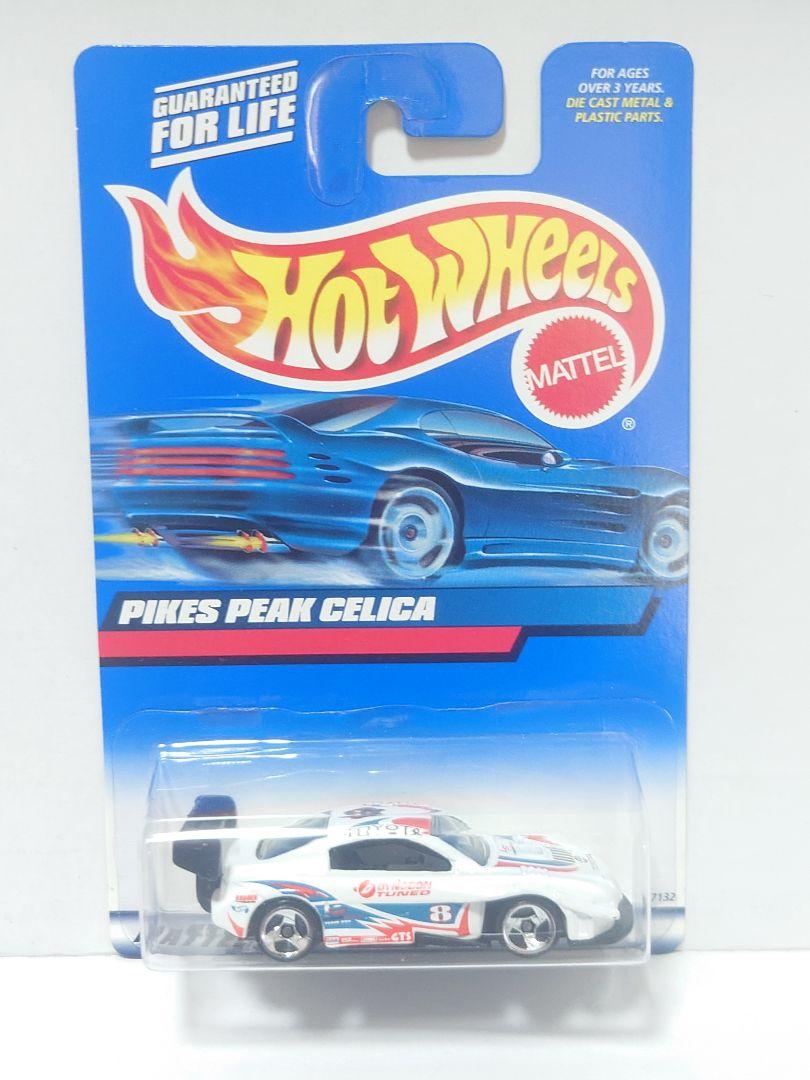 GUARANTEED
FOR LIFE
FOR AGES
OVER 3 YEARS.
DIE CAST METAL &
PLASTIC PARTS.
HOT WHEELS
MATTEL
®
PIKES PEAK CELICA
TUNED
8
GTS
7132
MATTEL